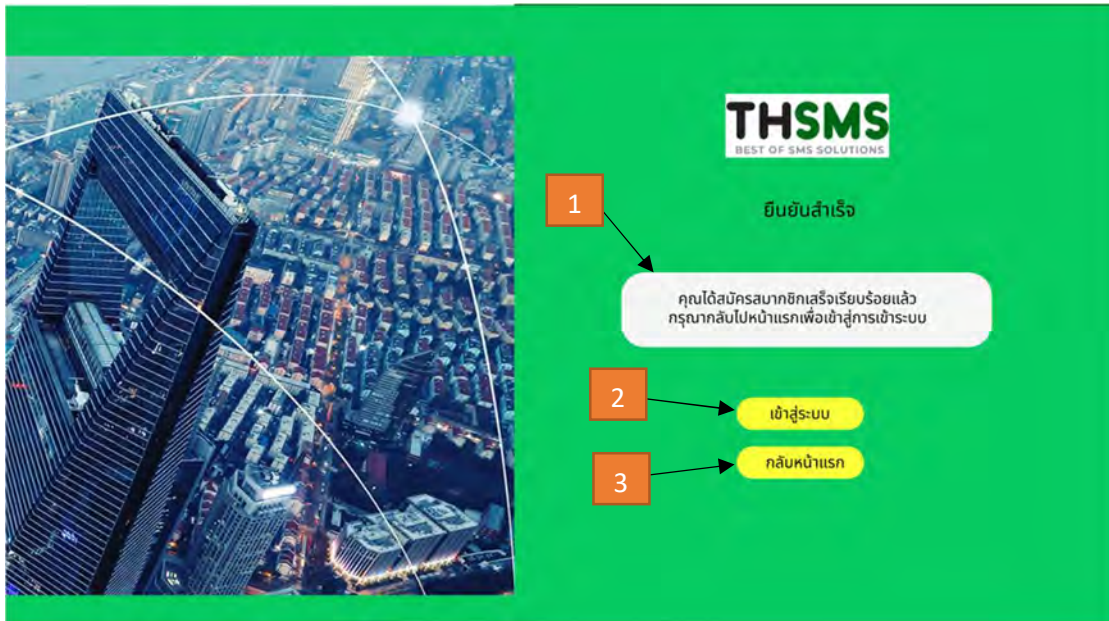 THSMS
BEST OF SMS SOLUTIONS
1
ยืนยันสำเร็จ
คุณได้สมัครสมาชิกเสร็จเรียบร้อยแล้ว
กรุณากลับไปหน้าแรกเพื่อเข้าสู่การเข้าระบบ
2
เข้าสู่ระบบ
3
กลับหน้าแรก